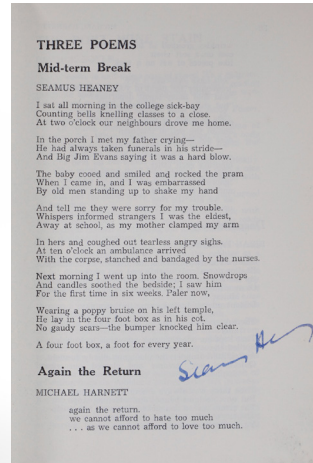 THREE POEMS
Mid-term Break
SEAMUS HEANEY
I sat all morning in the college sick-bay
Counting bells knelling classes to a close.
At two o'clock our neighbours drove me home.
In the porch I met my father crying—
He had always taken funerals in his stride—
And Big Jim Evans saying it was a hard blow.
The baby cooed and smiled and rocked the pram
When I came in, and I was embarrassed
By old men standing up to shake my hand
And tell me they were sorry for my trouble.
Whispers informed strangers I was the eldest,
Away at school, as my mother clamped my arm
In hers and coughed out tearless angry sighs.
At ten o'clock an ambulance arrived
With the corpse, stanched and bandaged by the nurses.
Next morning I went up into the room. Snowdrops
And candles soothed the bedside; I saw him
For the first time in six weeks. Paler now,
Wearing a poppy bruise on his left temple,
He lay in the four foot box as in his cot.
No gaudy scars—the bumper knocked him clear.
A four foot box, a foot for every year.
Seamus
Again the Return
MICHAEL HARNETT
again the return.
we cannot afford to hate too much
. . . as we cannot afford to love too much.